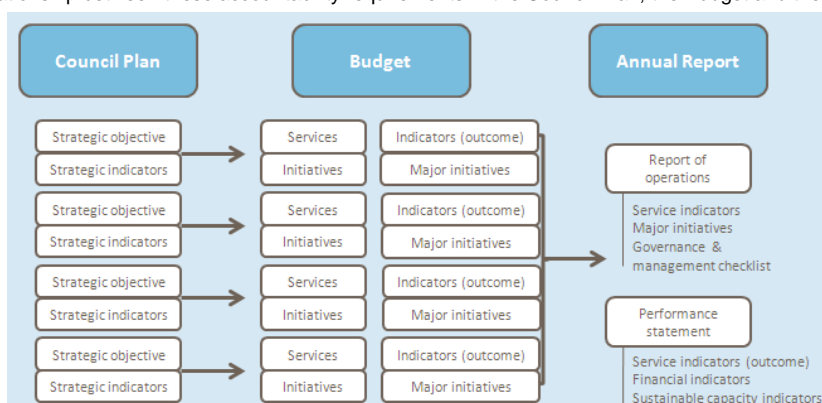 Council Plan
Budget
Annual Report
Strategic objective
Services
Indicators (outcome)
Strategic indicators
Initiatives
Major initiatives
Strategic objective
Services
Indicators (outcome)
Strategic indicators
Initiatives
Major initiatives
Strategic objective
Services
Indicators (outcome)
Strategic indicators
Initiatives
Major initiatives
Strategic objective
Services
Indicators (outcome)
Strategic indicators
Initiatives
Major initiatives
Report of
operations
Service indicators
Major initiatives
Governance &
management checklist
Performance
statement
Service indicators (outcome)
Financial indicators
Sustainable capacity indicators